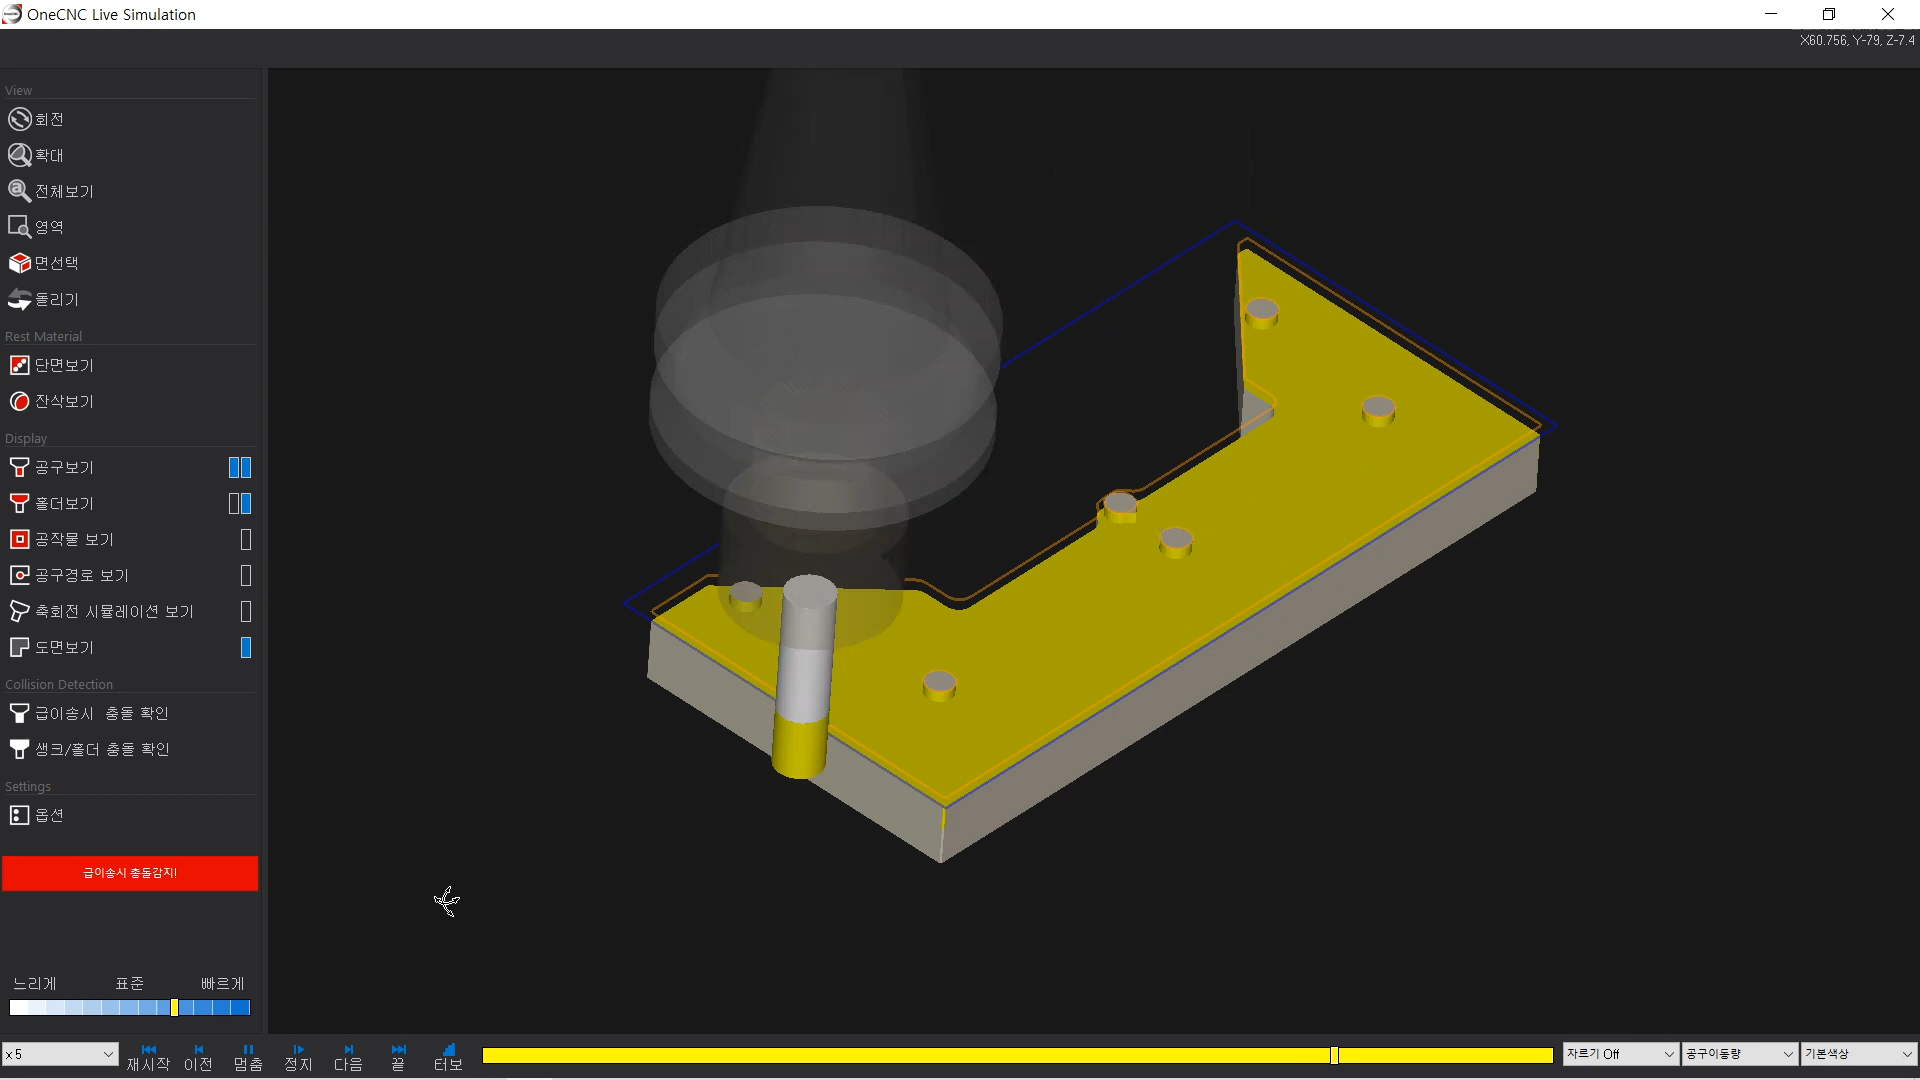 OneCNC Live Simulation
X60.756, Y-79, Z-7.4
View
회전
확대
전체보기
영역
면선택
돌리기
Rest Material
단면보기
잔삭보기
Display
공구보기
홀더보기
공작물 보기
공구경로 보기
축회전 시뮬레이션 보기
도면보기
Collision Detection
급이송시 충돌 확인
생크/홀더 충돌 확인
Settings
옵션
급이송시 충돌감지!
느리게 표준 빠르게
x 5
재시작 이전 멈춤 정지 다음 끝 터보
자르기 Off
공구이동량
기본색상